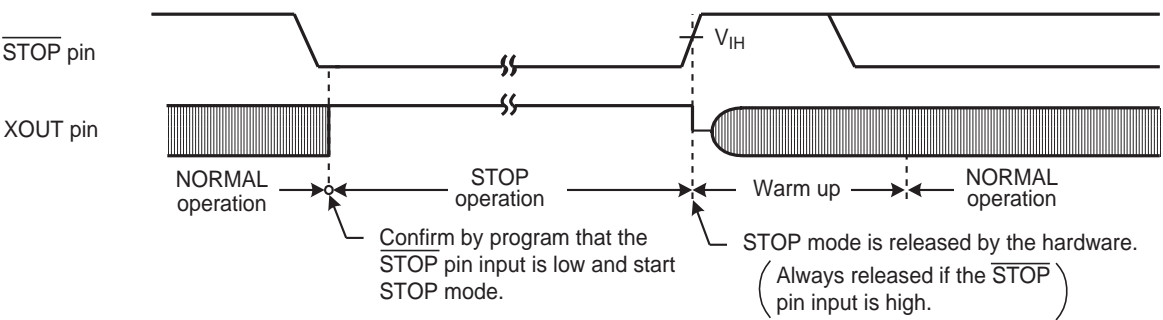 STOP pin
VIH
XOUT pin
NORMAL
operation
STOP
operation
Warm up
NORMAL
operation
Confirm by program that the
STOP pin input is low and start
STOP mode.
STOP mode is released by the hardware.
(Always released if the STOP
pin input is high.)